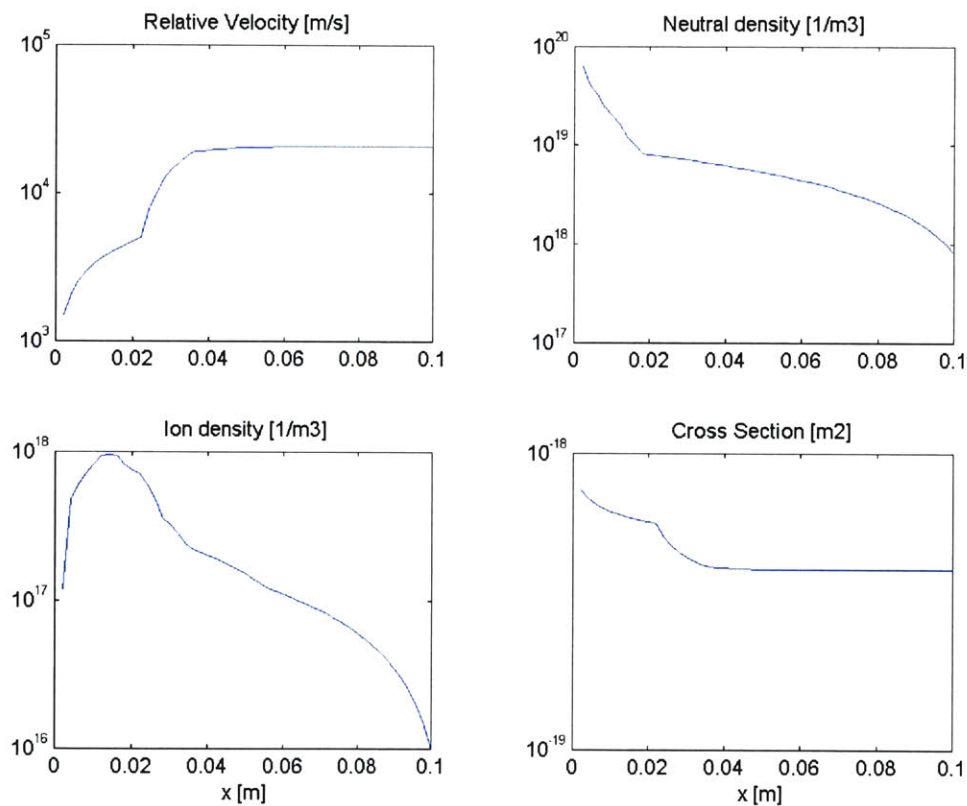 Relative Velocity [m/s]
10^5
10^4
10^3
0 0.02 0.04 0.06 0.08 0.1
Neutral density [1/m3]
10^20
10^19
10^18
10^17
0 0.02 0.04 0.06 0.08 0.1
Ion density [1/m3]
10^18
10^17
10^16
0 0.02 0.04 0.06 0.08 0.1
x [m]
Cross Section [m2]
10^-18
10^-19
0 0.02 0.04 0.06 0.08 0.1
x [m]